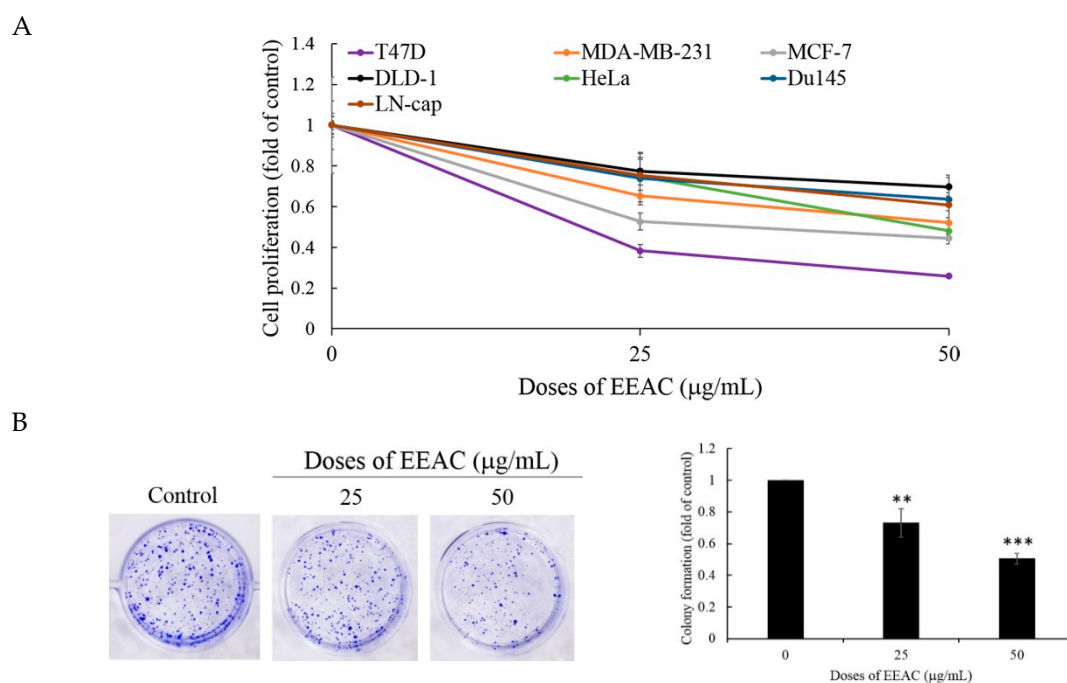 A
Cell proliferation (fold of control)
1.4
1.2
1
0.8
0.6
0.4
0.2
0
T47D MDA-MB-231 MCF-7
DLD-1 HeLa Du145
LN-cap
0 25 50
Doses of EEAC (μg/mL)
B
Doses of EEAC (μg/mL)
Control 25 50
Colony formation (fold of control)
1.2
1
0.8
0.6
0.4
0.2
0
**
***
0 25 50
Doses of EEAC (μg/mL)